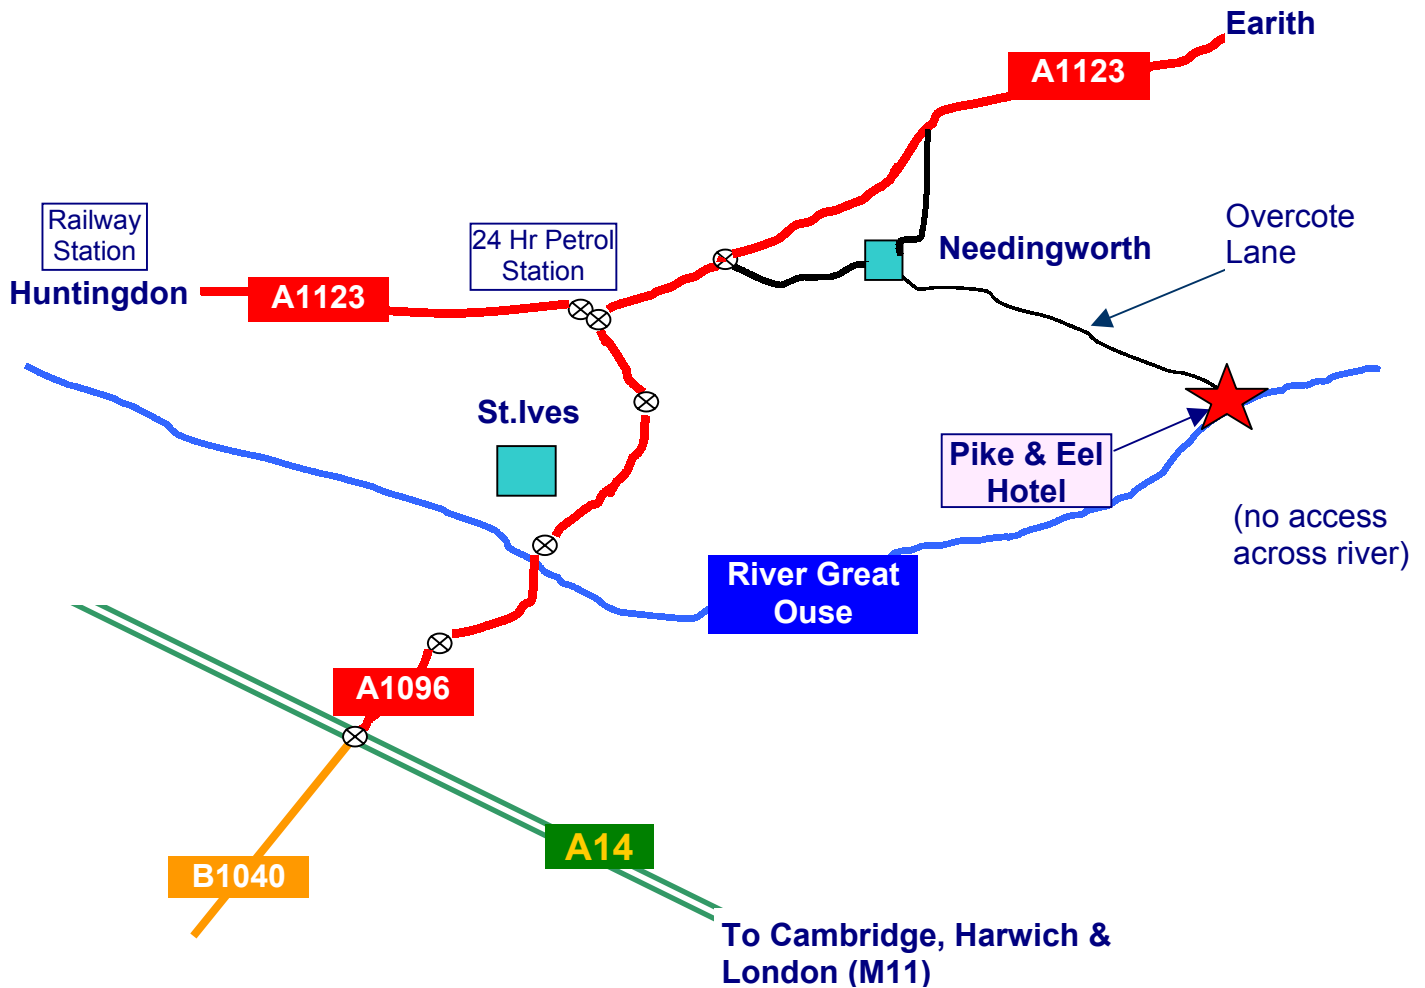 Earith
A1123
Railway
Station
24 Hr Petrol
Station
Overcote
Lane
Needingworth
Huntingdon
A1123
St.Ives
Pike & Eel
Hotel
(no access
across river)
River Great
Ouse
A1096
A14
B1040
To Cambridge, Harwich &
London (M11)